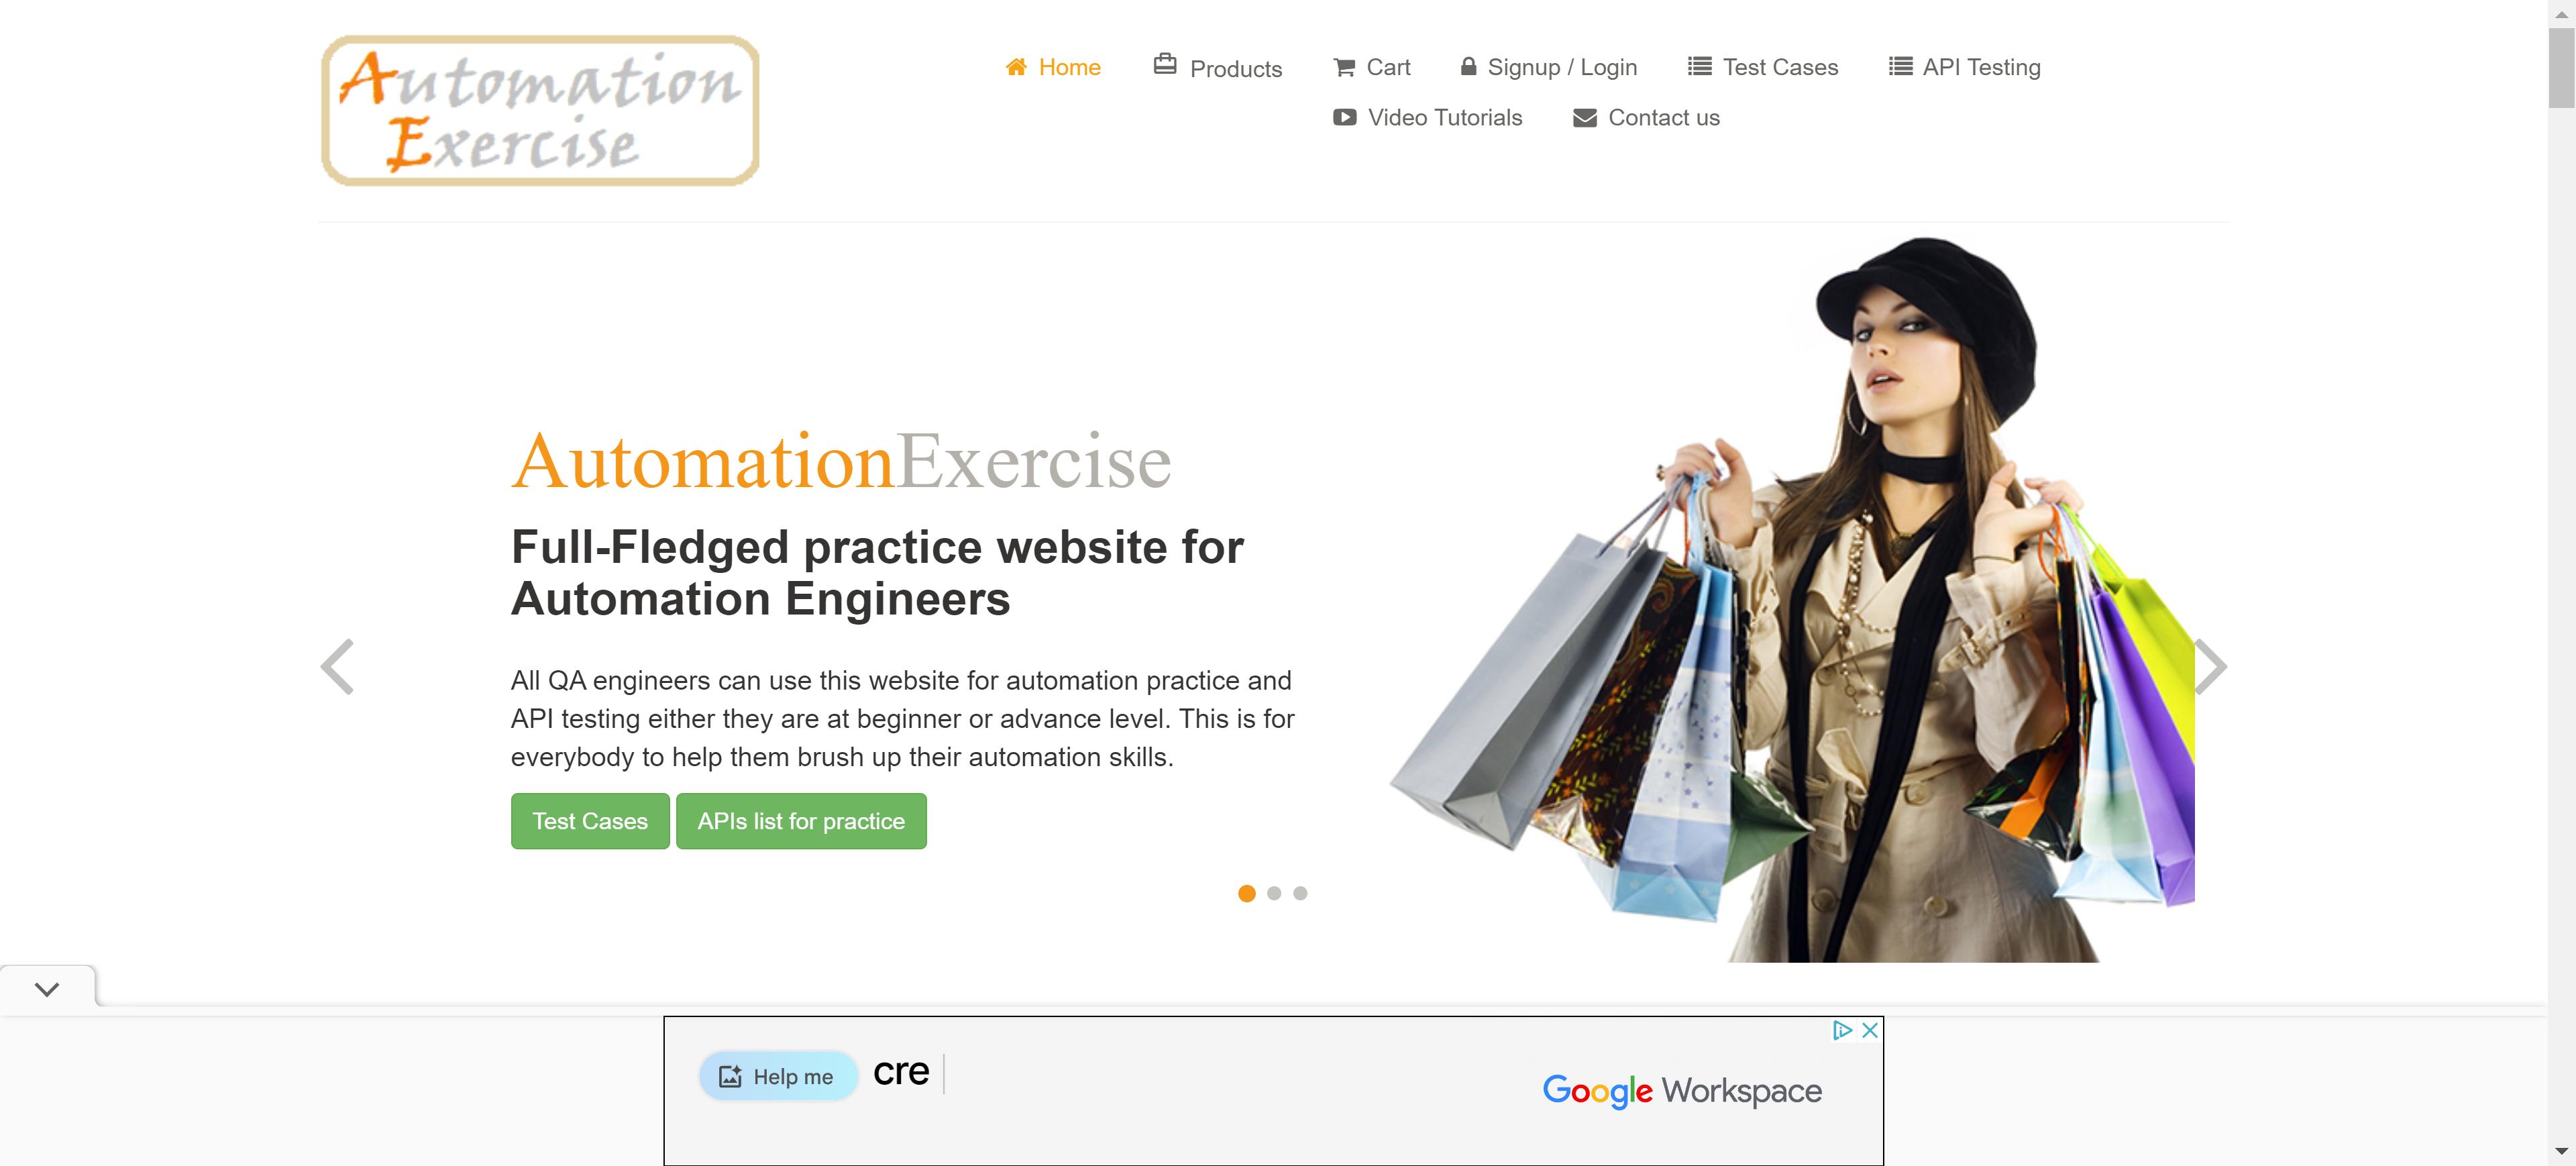 Automation
Exercise
Home
Products
Cart
Signup / Login
Test Cases
API Testing
Video Tutorials
Contact us
AutomationExercise
Full-Fledged practice website for
Automation Engineers
All QA engineers can use this website for automation practice and
API testing either they are at beginner or advance level. This is for
everybody to help them brush up their automation skills.
Test Cases
APIs list for practice
Help me
cre
Google Workspace